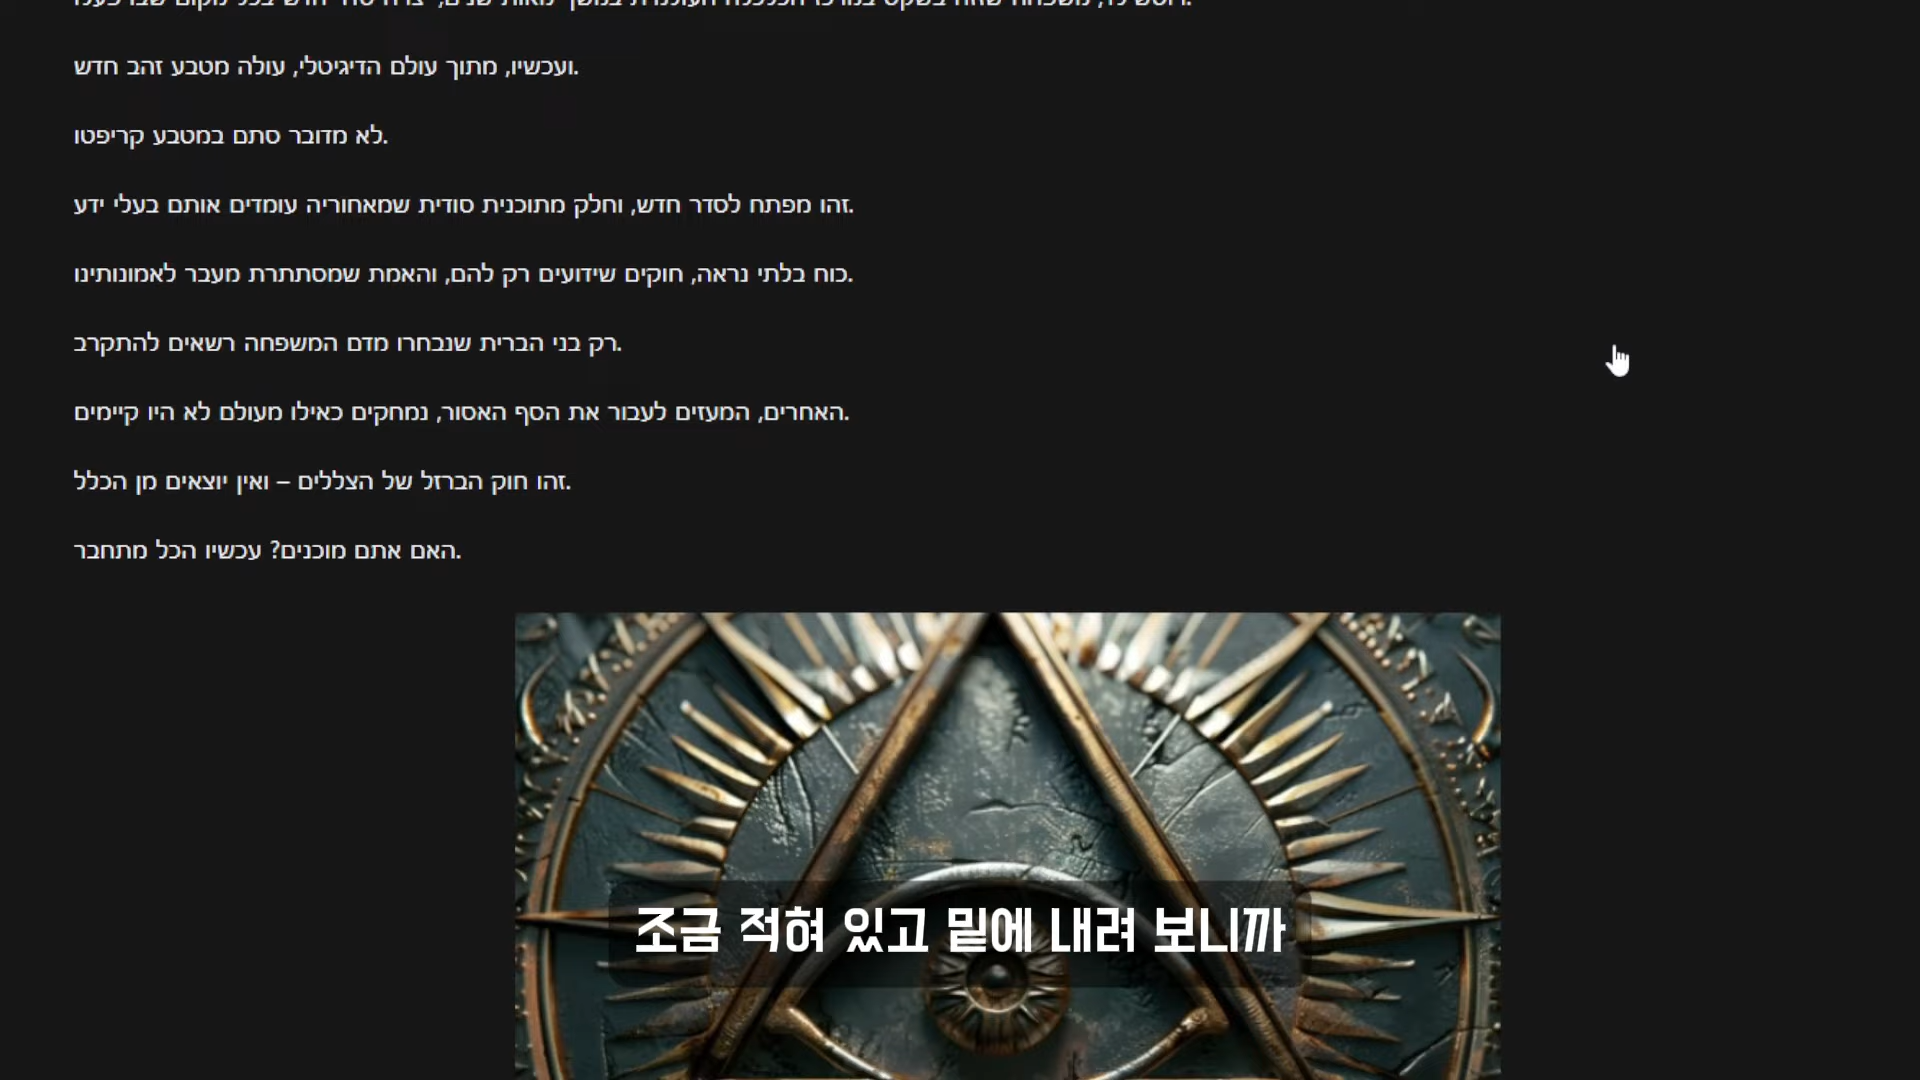 ועכשיו, מתוך עולם הדיגיטלי, עולה מטבע זהב חדש.
לא מדובר סתם במטבע קריפטו.
זהו מפתח לסדר חדש, וחלק מתוכנית סודית שמאחוריה עומדים אותם בעלי ידע.
כוח בלתי נראה, חוקים שידועים רק להם, והאמת שמסתתרת מעבר לאמונותינו.
רק בני הברית שנבחרו מדם המשפחה רשאים להתקרב.
האחרים, המעזים לעבור את הסף האסור, נמחקים כאילו מעולם לא היו קיימים.
זהו חוק הברזל של הצללים – ואין יוצאים מן הכלל.
האם אתם מוכנים? עכשיו הכל מתחבר.
조금 적혀 있고 밑에 내려 보니까